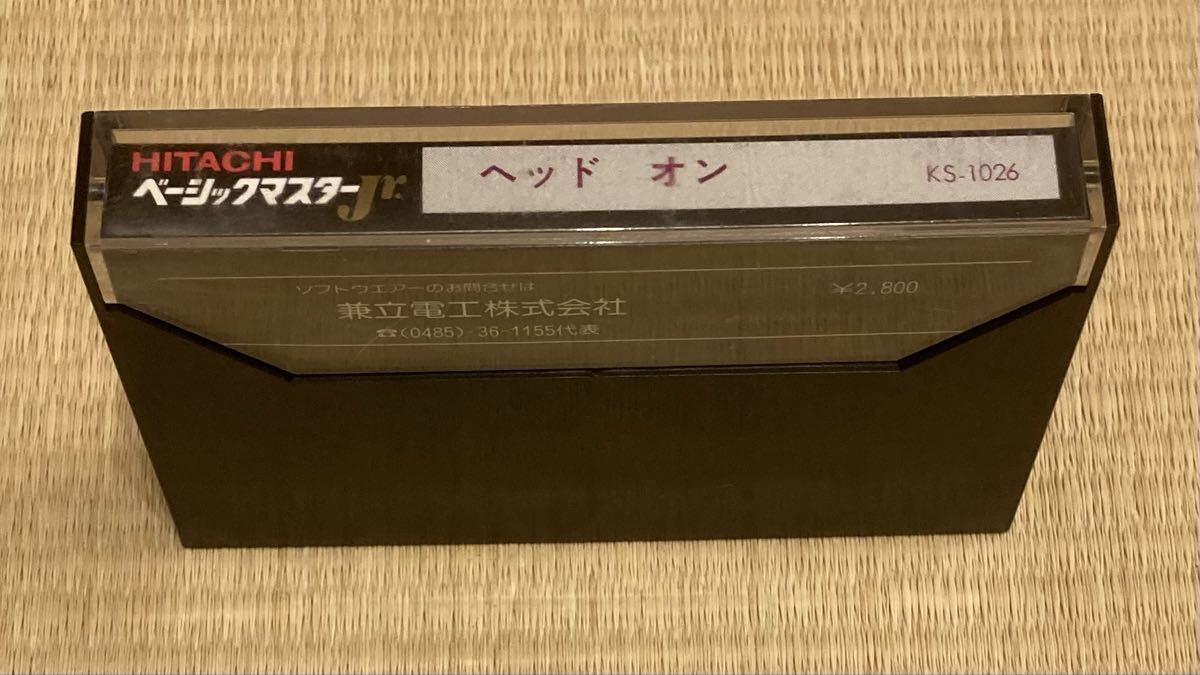 HITACHI
ベーシックマスターJr.
ヘッド オン
KS-1026
ソフトウエアーのお問合せは
兼立電工株式会社
☎(0485)-36-1155代表
¥2,800